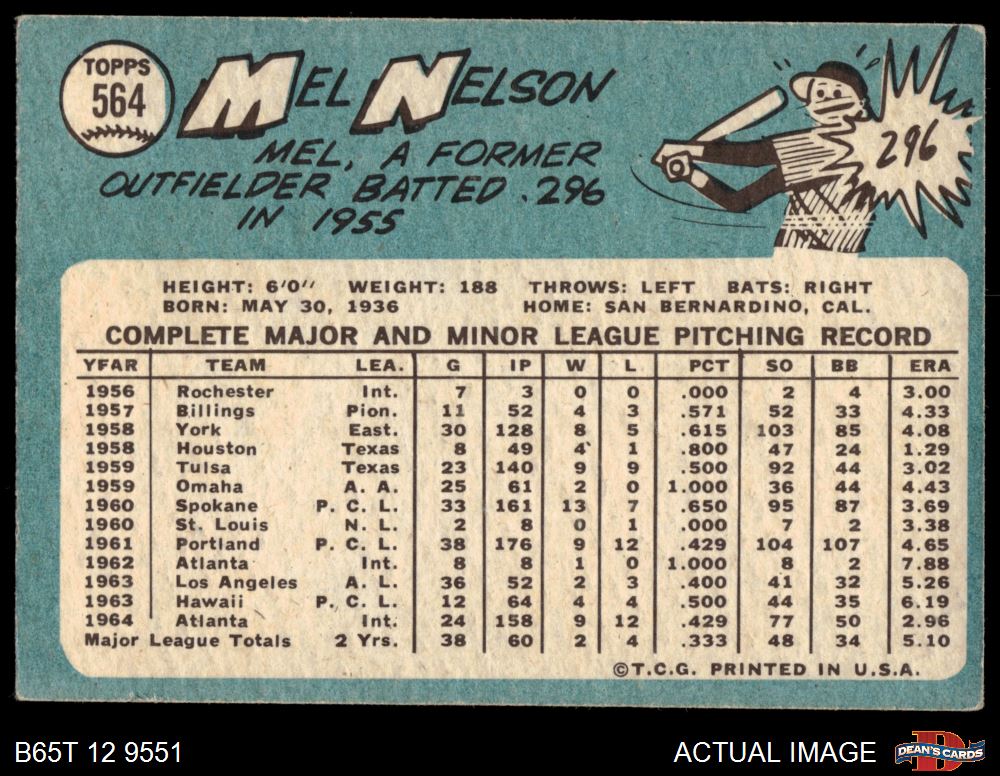 TOPPS
564
MEL NELSON
MEL, A FORMER
OUTFIELDER BATTED .296
IN 1955
296
HEIGHT: 6'0" WEIGHT: 188 THROWS: LEFT BATS: RIGHT
BORN: MAY 30, 1936 HOME: SAN BERNARDINO, CAL.
COMPLETE MAJOR AND MINOR LEAGUE PITCHING RECORD
YEAR TEAM LEA. G IP W L PCT SO BB ERA
1956 Rochester Int. 7 3 0 0 .000 2 4 3.00
1957 Billings Pion. 11 52 4 3 .571 52 33 4.33
1958 York East. 30 128 8 5 .615 103 85 4.08
1958 Houston Texas 8 49 4 1 .800 47 24 1.29
1959 Tulsa Texas 23 140 9 9 .500 92 44 3.02
1959 Omaha A. A. 25 61 2 0 1.000 36 44 4.43
1960 Spokane P. C. L. 33 161 13 7 .650 95 87 3.69
1960 St. Louis N. L. 2 8 0 1 .000 7 2 3.38
1961 Portland P. C. L. 38 176 9 12 .429 104 107 4.65
1962 Atlanta Int. 8 8 1 0 1.000 8 2 7.88
1963 Los Angeles A. L. 36 52 2 3 .400 41 32 5.26
1963 Hawaii P. C. L. 12 64 4 4 .500 44 35 6.19
1964 Atlanta Int. 24 158 9 12 .429 77 50 2.96
Major League Totals 2 Yrs. 38 60 2 4 .333 48 34 5.10
©T.C.G. PRINTED IN U.S.A.
B65T 12 9551
ACTUAL IMAGE
DEAN'S CARDS